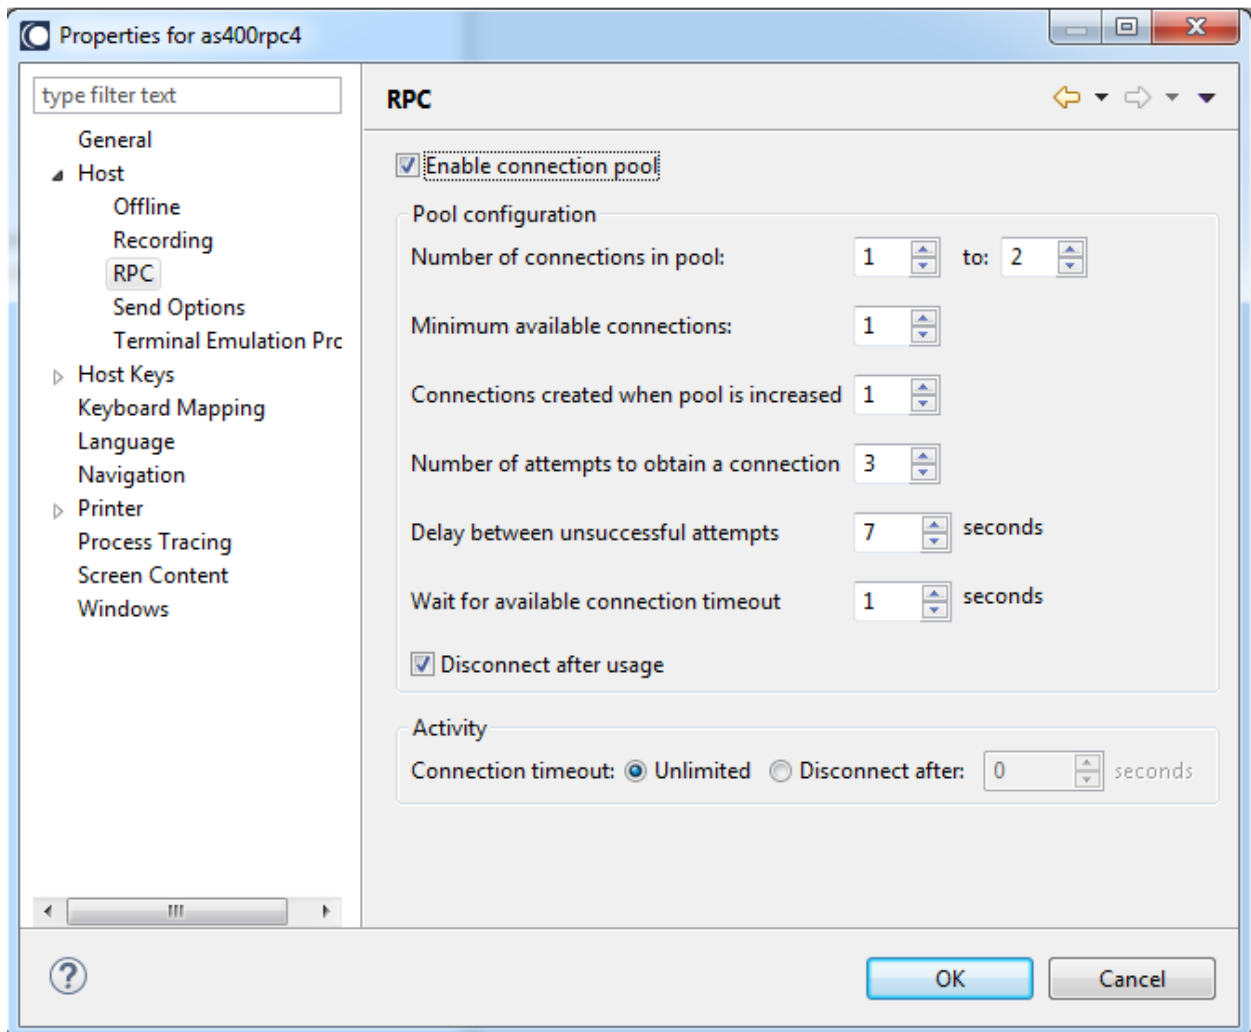 Properties for as400rpc4
type filter text
General
Host
Offline
Recording
RPC
Send Options
Terminal Emulation Prc
Host Keys
Keyboard Mapping
Language
Navigation
Printer
Process Tracing
Screen Content
Windows
RPC
Enable connection pool
Pool configuration
Number of connections in pool: 1 to: 2
Minimum available connections: 1
Connections created when pool is increased 1
Number of attempts to obtain a connection 3
Delay between unsuccessful attempts 7 seconds
Wait for available connection timeout 1 seconds
Disconnect after usage
Activity
Connection timeout: Unlimited Disconnect after: 0 seconds
OK Cancel